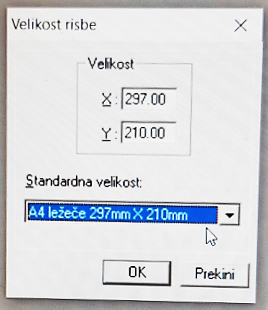 Velikost risbe
Velikost
X: 297.00
Y: 210.00
Standardna velikost:
A4 ležeče 297mm X 210mm
OK
Prekini